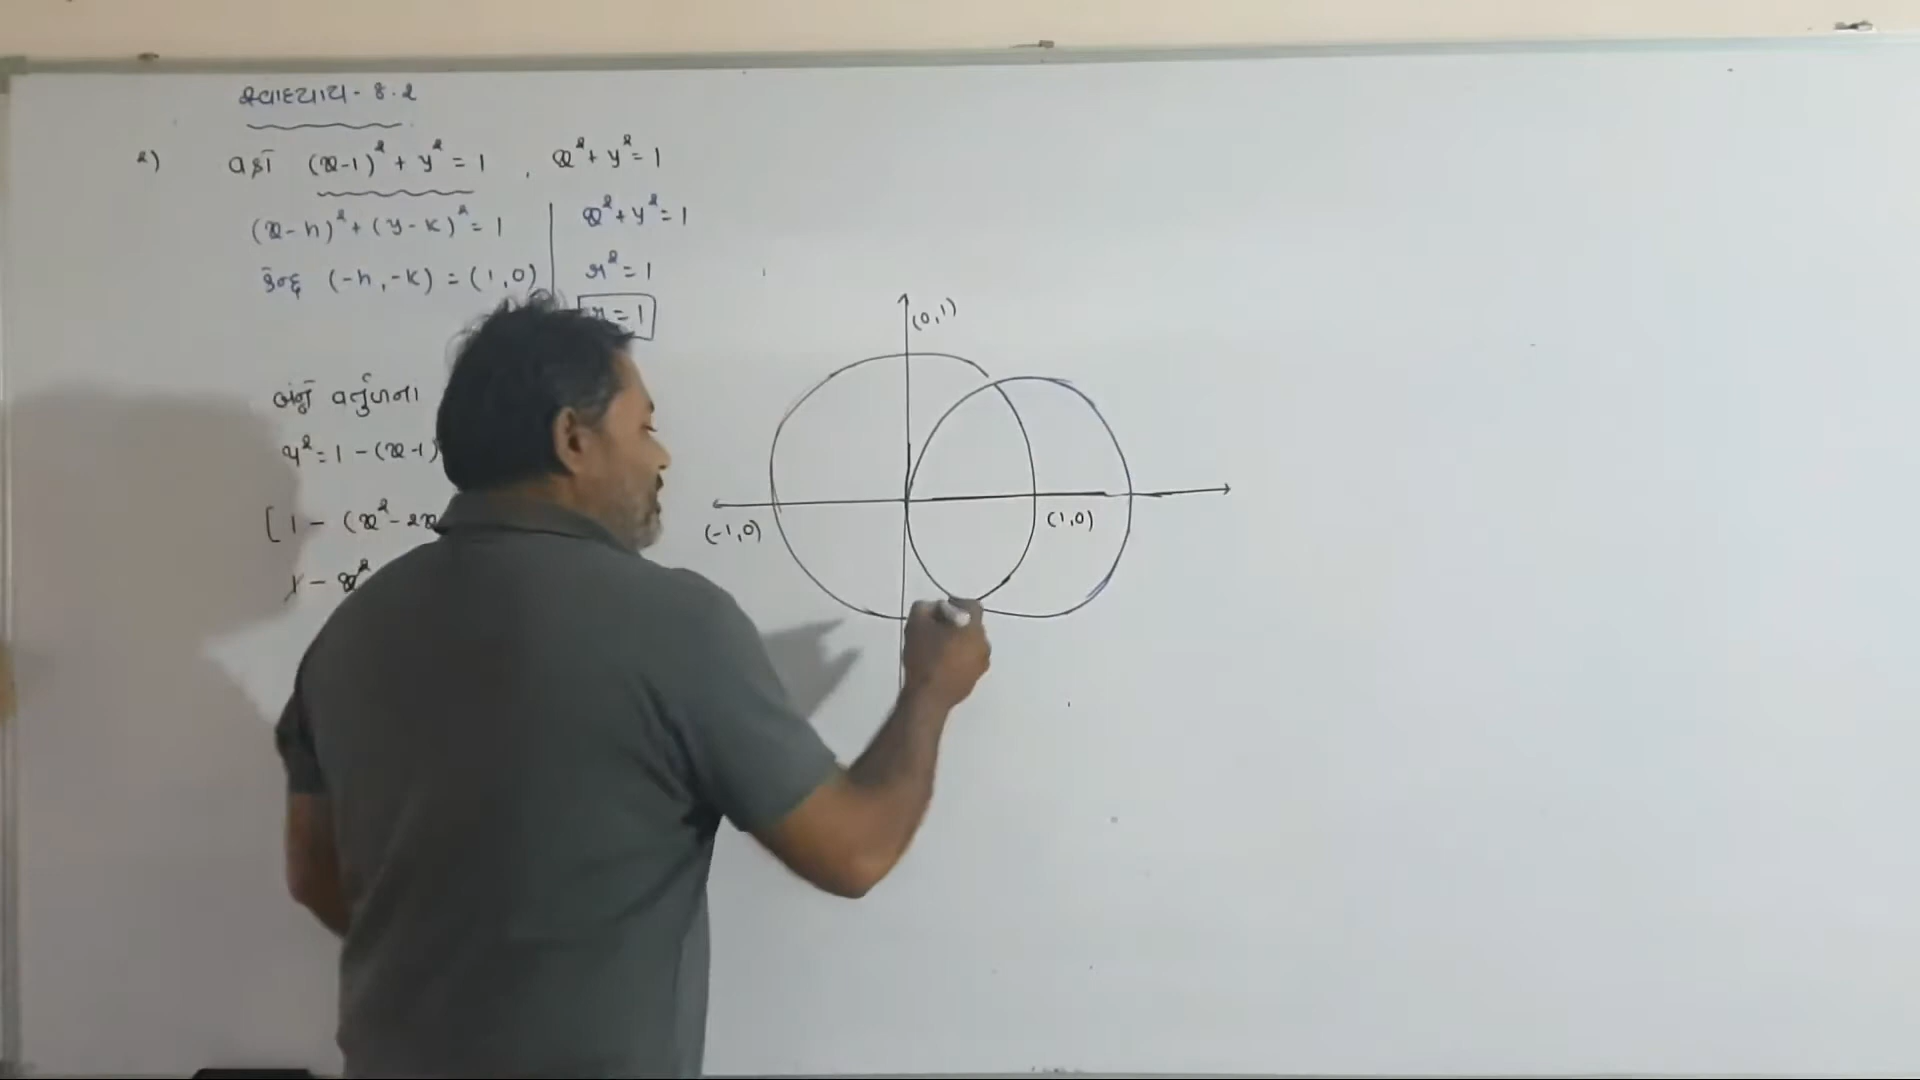 સ્વાધ્યાય - 8.2
2) વક્રો (x-1)² + y² = 1 , x² + y² = 1
(x-h)² + (y-k)² = 1
કેન્દ્ર (-h, -k) = (1, 0)
x² + y² = 1
r² = 1
r = 1
બંને વર્તુળના
y² = 1 - (x-1)
[ 1 - (x² - 2x
1 - x²
(0, 1)
(-1, 0)
(1, 0)